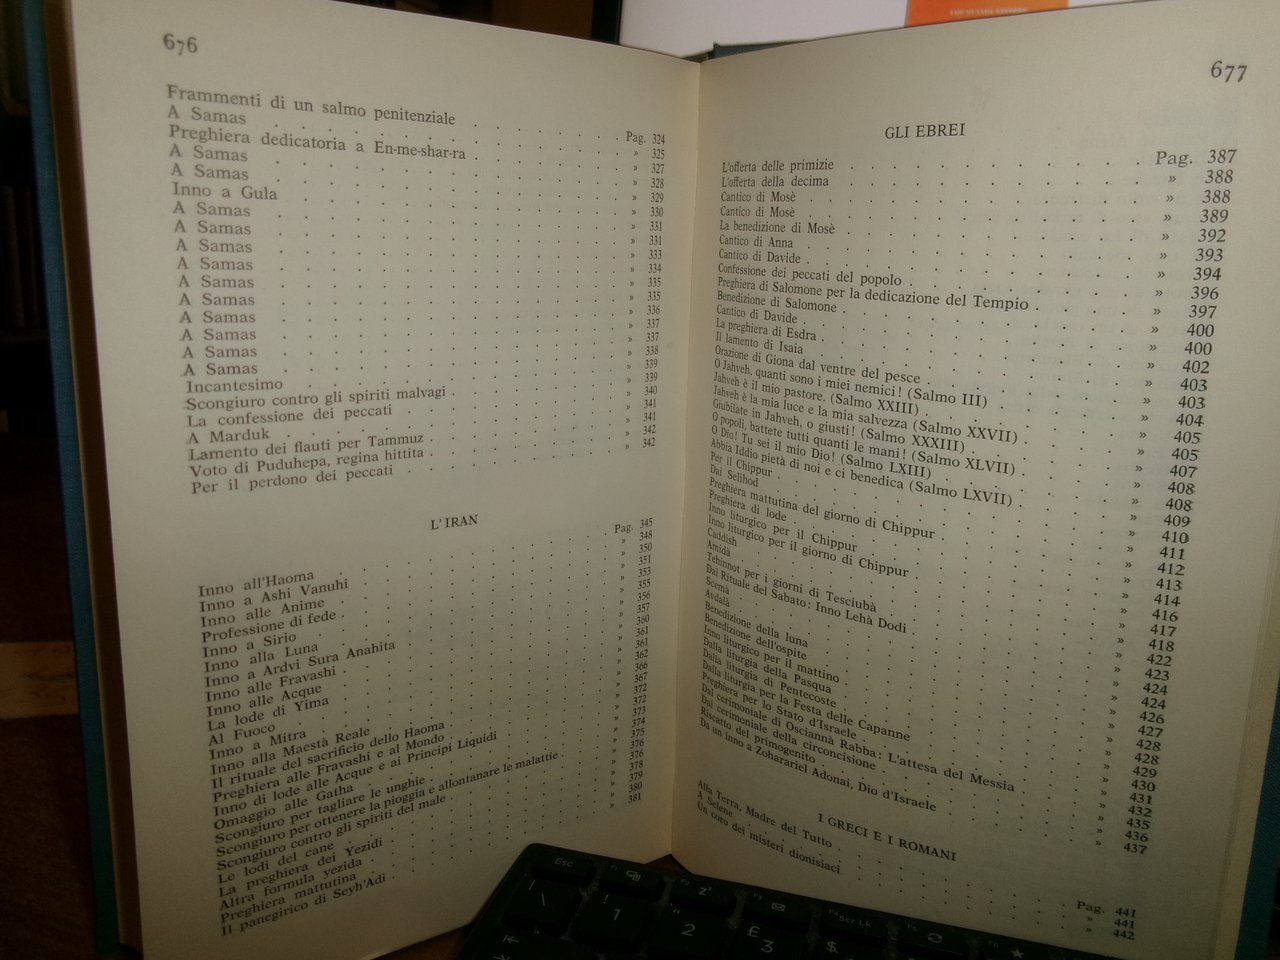 676
Frammenti di un salmo penitenziale . . . . . . . Pag. 324
A Samas . . . . . . . » 325
Preghiera dedicatoria a En-me-shar-ra . . . . . . . » 327
A Samas . . . . . . . » 328
A Samas . . . . . . . » 329
Inno a Gula . . . . . . . » 330
A Samas . . . . . . . » 331
A Samas . . . . . . . » 331
A Samas . . . . . . . » 333
A Samas . . . . . . . » 334
A Samas . . . . . . . » 335
A Samas . . . . . . . » 335
A Samas . . . . . . . » 336
A Samas . . . . . . . » 337
A Samas . . . . . . . » 337
A Samas . . . . . . . » 338
Incantesimo . . . . . . . » 339
Scongiuro contro gli spiriti malvagi . . . . . . . » 339
La confessione dei peccati . . . . . . . » 340
A Marduk . . . . . . . » 341
Lamento dei flauti per Tammuz . . . . . . . » 341
Voto di Puduhepa, regina hittita . . . . . . . » 342
Per il perdono dei peccati . . . . . . . » 342
L'IRAN
Inno all'Haoma . . . . . . . Pag. 345
Inno a Ashi Vanuhi . . . . . . . » 348
Inno alle Anime . . . . . . . » 350
Professione di fede . . . . . . . » 351
Inno a Sirio . . . . . . . » 353
Inno alla Luna . . . . . . . » 355
Inno a Ardvi Sura Anahita . . . . . . . » 356
Inno alle Fravashi . . . . . . . » 357
Inno alle Acque . . . . . . . » 360
La lode di Yima . . . . . . . » 361
Al Fuoco . . . . . . . » 361
Inno a Mitra . . . . . . . » 362
Inno alla Maestà Reale . . . . . . . » 366
Il rituale del sacrificio dello Haoma . . . . . . . » 367
Preghiera alle Fravashi e al Mondo . . . . . . . » 372
Inno di lode alle Acque e ai Principi Liquidi . . . . . . . » 372
Omaggio alle Gatha . . . . . . . » 373
Scongiuro per tagliare le unghie . . . . . . . » 374
Scongiuro per ottenere la pioggia e allontanare le malattie . . . . . . . » 375
Scongiuro contro gli spiriti del male . . . . . . . » 376
Le lodi del cane . . . . . . . » 376
La preghiera dei Yezidi . . . . . . . » 378
Altra formula yezida . . . . . . . » 379
Preghiera mattutina . . . . . . . » 380
Il panegirico di Seyh'Adi . . . . . . . » 381
677
GLI EBREI
L'offerta delle primizie . . . . . . . Pag. 387
L'offerta della decima . . . . . . . » 388
Cantico di Mosè . . . . . . . » 388
Cantico di Mosè . . . . . . . » 389
La benedizione di Mosè . . . . . . . » 392
Cantico di Anna . . . . . . . » 393
Cantico di Davide . . . . . . . » 394
Confessione dei peccati del popolo . . . . . . . » 396
Preghiera di Salomone per la dedicazione del Tempio . . . . . . . » 397
Benedizione di Salomone . . . . . . . » 400
Cantico di Davide . . . . . . . » 400
La preghiera di Esdra . . . . . . . » 402
Il lamento di Isaia . . . . . . . » 403
Orazione di Giona dal ventre del pesce . . . . . . . » 403
O Jahveh, quanti sono i miei nemici! (Salmo III) . . . . . . . » 404
Jahveh è il mio pastore. (Salmo XXIII) . . . . . . . » 405
Jahveh è la mia luce e la mia salvezza (Salmo XXVII) . . . . . . . » 405
Giubilate in Jahveh, o giusti! (Salmo XXXIII) . . . . . . . » 407
O popoli, battete tutti quanti le mani! (Salmo XLVII) . . . . . . . » 408
O Dio! Tu sei il mio Dio! (Salmo LXIII) . . . . . . . » 408
Abbia Iddio pietà di noi e ci benedica (Salmo LXVII) . . . . . . . » 409
Per il Chippur . . . . . . . » 410
Dai Selihod . . . . . . . » 411
Preghiera mattutina del giorno di Chippur . . . . . . . » 412
Preghiera di lode . . . . . . . » 413
Inno liturgico per il Chippur . . . . . . . » 414
Inno liturgico per il giorno di Chippur . . . . . . . » 416
Caddish . . . . . . . » 417
Amidà . . . . . . . » 418
Tehinnot per i giorni di Tesciubà . . . . . . . » 422
Dal Rituale del Sabato: Inno Lehà Dodi . . . . . . . » 423
Scemà . . . . . . . » 424
Avdalà . . . . . . . » 424
Benedizione della luna . . . . . . . » 426
Benedizione dell'ospite . . . . . . . » 427
Inno liturgico per il mattino . . . . . . . » 428
Dalla liturgia della Pasqua . . . . . . . » 428
Dalla liturgia di Pentecoste . . . . . . . » 429
Dalla liturgia per la Festa delle Capanne . . . . . . . » 430
Preghiera per lo Stato d'Israele . . . . . . . » 431
Dal cerimoniale di Osciannà Rabba: L'attesa del Messia . . . . . . . » 432
Dal cerimoniale della circoncisione . . . . . . . » 435
Riscatto del primogenito . . . . . . . » 436
Da un inno a Zoharariel Adonai, Dio d'Israele . . . . . . . » 437
I GRECI E I ROMANI
Alla Terra, Madre del Tutto . . . . . . . Pag. 441
A Selene . . . . . . . » 441
Un coro dei misteri dionisiaci . . . . . . . » 442
Esc
\ ! 1 2 £ 3 $